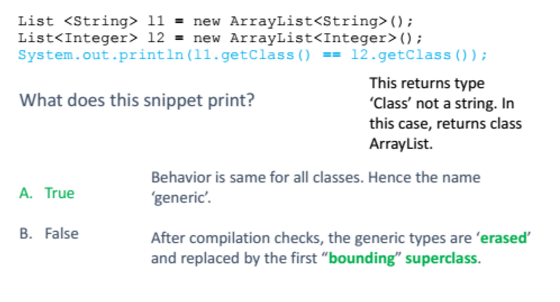 List <String> l1 = new ArrayList<String>();
List<Integer> l2 = new ArrayList<Integer>();
System.out.println(l1.getClass() == l2.getClass());
What does this snippet print?
This returns type
‘Class’ not a string. In
this case, returns class
ArrayList.
A. True
Behavior is same for all classes. Hence the name
‘generic’.
B. False
After compilation checks, the generic types are ‘erased’
and replaced by the first “bounding” superclass.